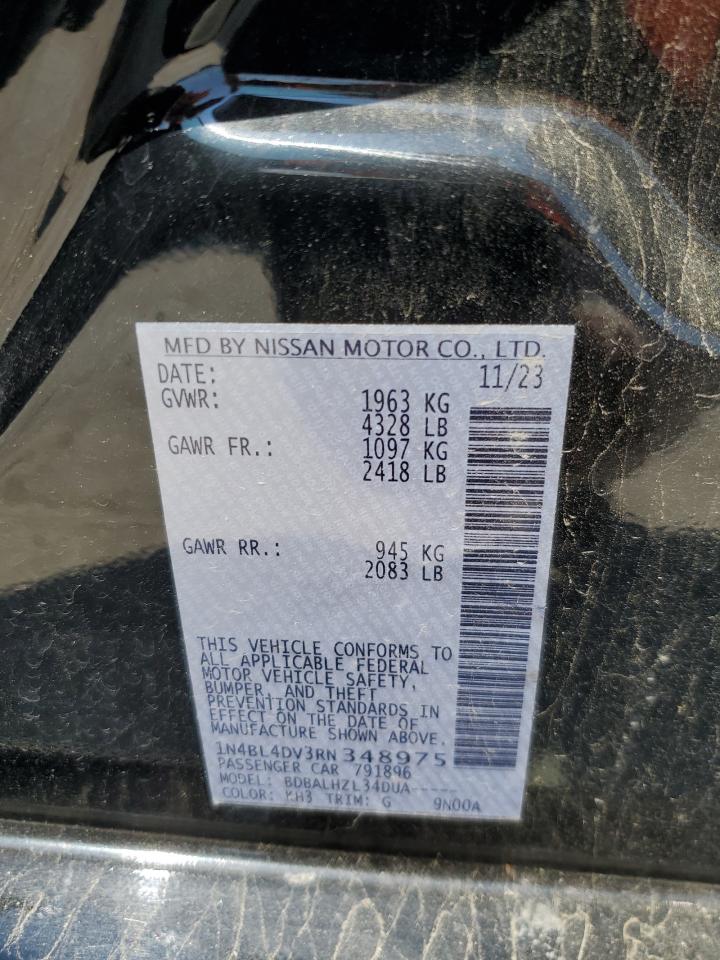 MFD BY NISSAN MOTOR CO., LTD.
DATE: 11/23
GVWR: 1963 KG
4328 LB
GAWR FR.: 1097 KG
2418 LB
GAWR RR.: 945 KG
2083 LB
THIS VEHICLE CONFORMS TO
ALL APPLICABLE FEDERAL
MOTOR VEHICLE SAFETY,
BUMPER, AND THEFT
PREVENTION STANDARDS IN
EFFECT ON THE DATE OF
MANUFACTURE SHOWN ABOVE.
1N4BL4DV3RN348975
PASSENGER CAR 791896
MODEL: BDBALHZL34DUA-----
COLOR: KH3 TRIM: G 9N00A